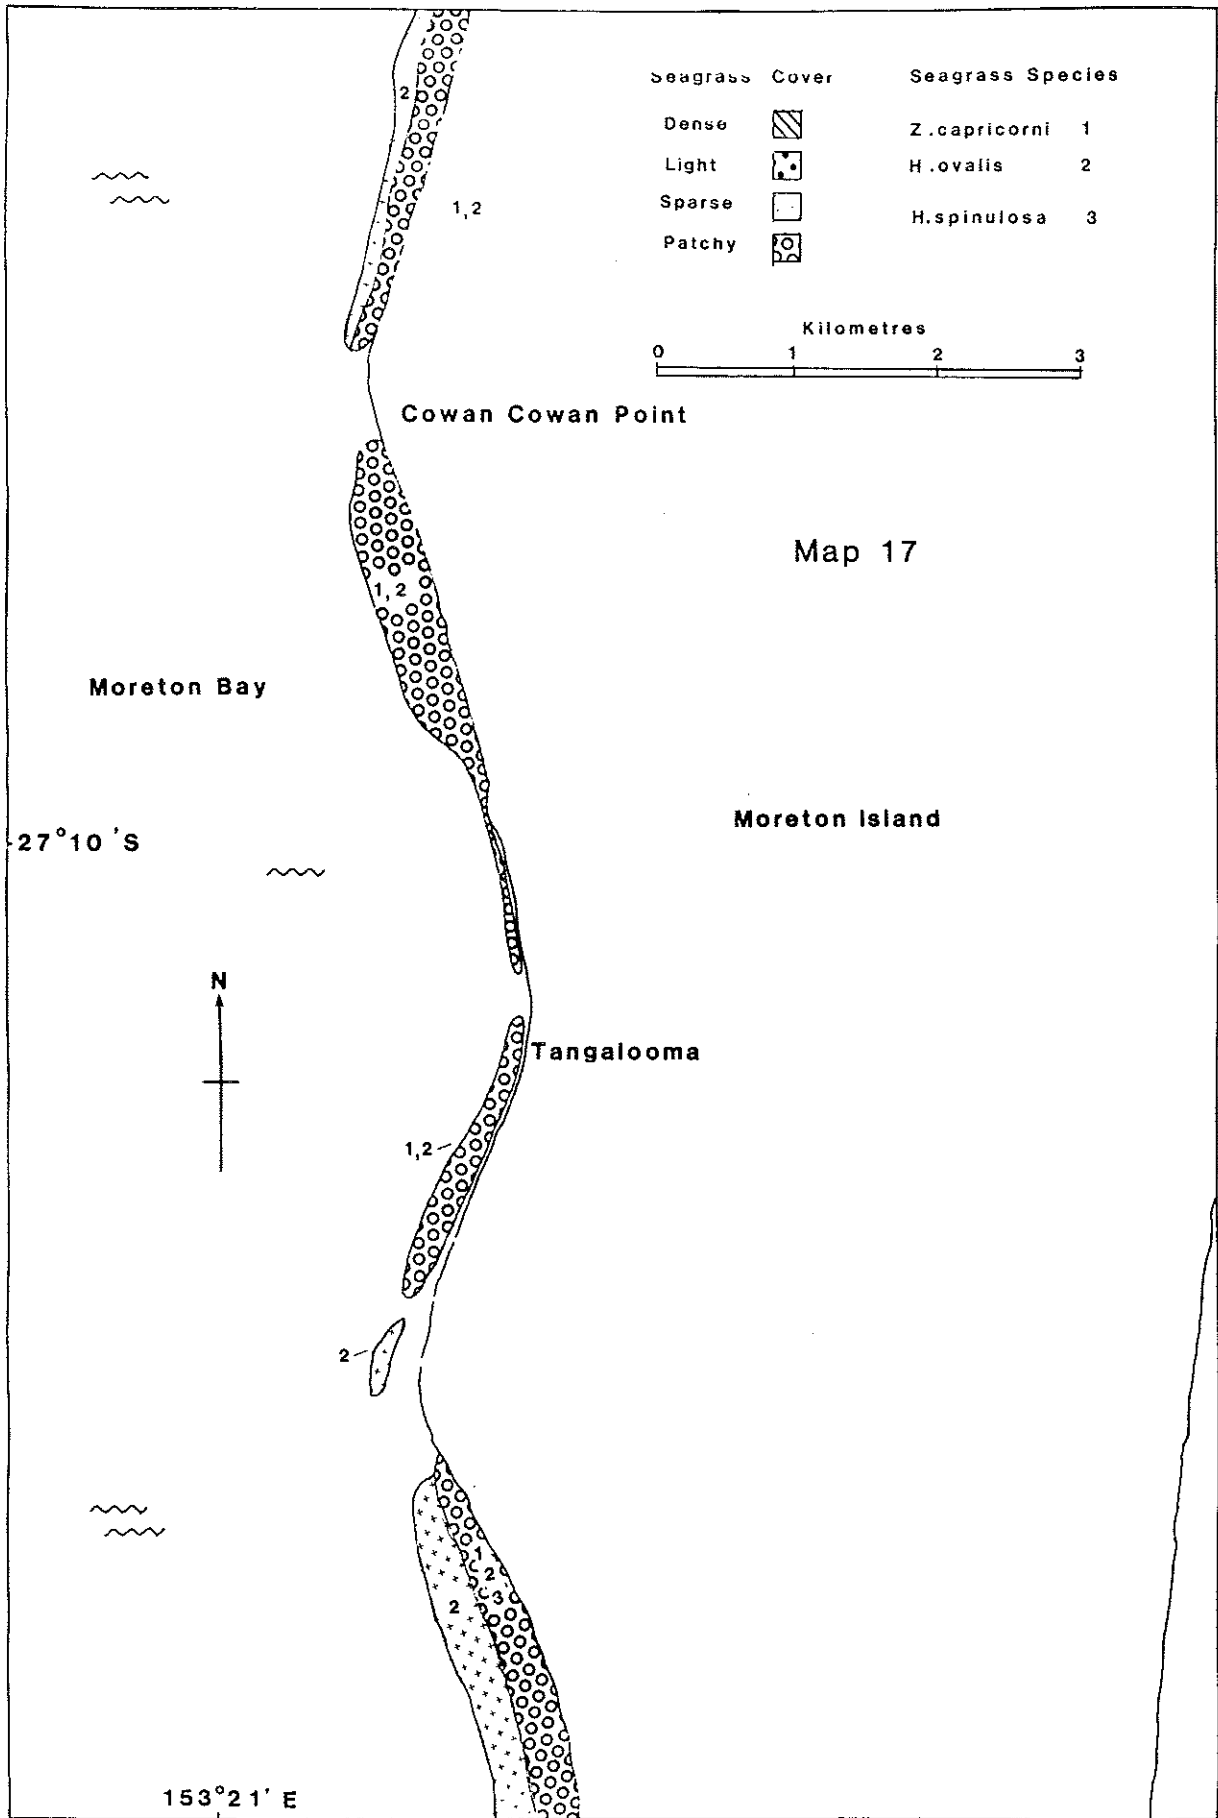 Seagrass Cover
Dense
Light
Sparse
Patchy
Seagrass Species
Z.capricorni 1
H.ovalis 2
H.spinulosa 3
Kilometres
0 1 2 3
2
1,2
Cowan Cowan Point
Map 17
1,2
Moreton Bay
Moreton Island
27°10'S
N
Tangalooma
1,2
2
1
2
3
2
153°21'E